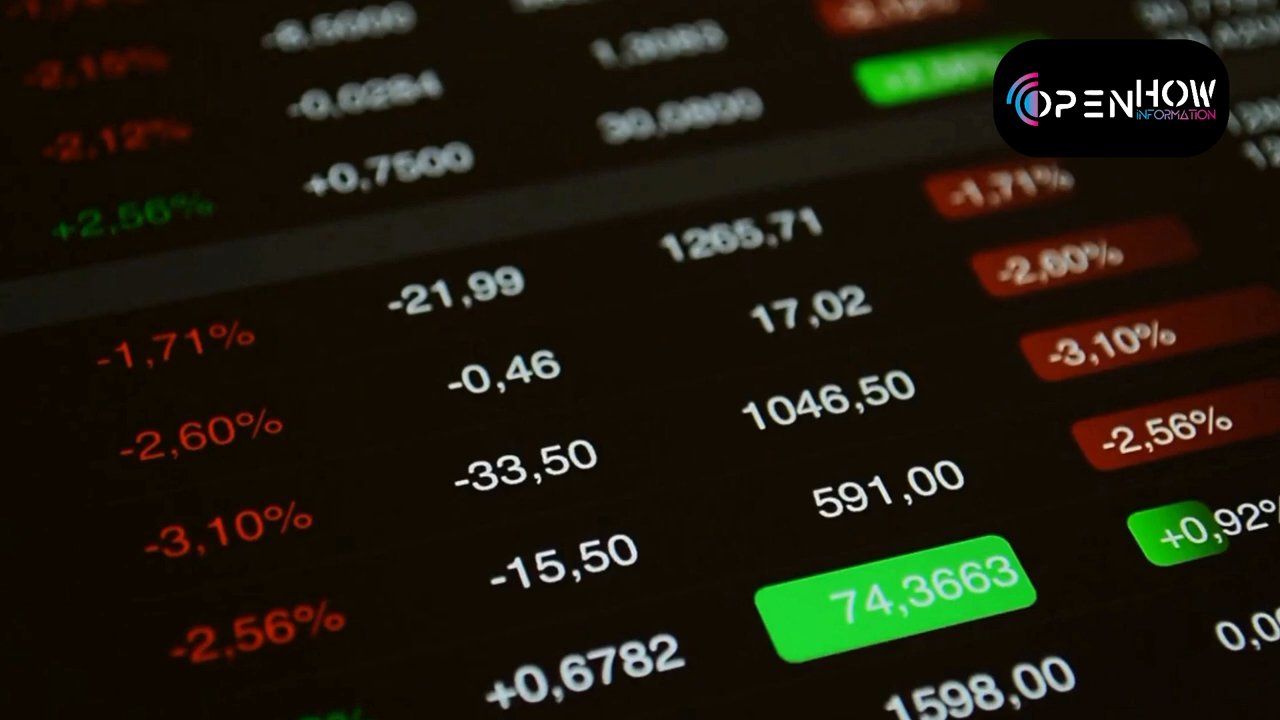 -2,15% -0,0284 1,3083
-2,12% +0,7500 30,0800
+2,56%
-1,71% -21,99 1265,71 -1,71%
-2,60% -0,46 17,02 -2,60%
-3,10% -33,50 1046,50 -3,10%
-2,56% -15,50 591,00 -2,56%
+0,6782 74,3663 +0,92%
1598,00
OPENHOW
INFORMATION